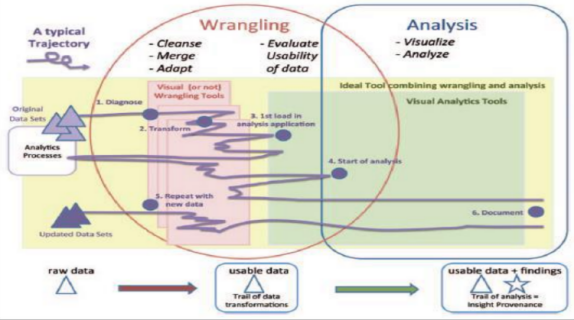 A typical
Trajectory
Wrangling
- Cleanse
- Merge
- Adapt
- Evaluate
Usability
of data
Analysis
- Visualize
- Analyze
Ideal Tool combining wrangling and analysis
Visual (or not)
Wrangling Tools
Visual Analytics Tools
Original
Data Sets
1. Diagnose
2. Transform
3. 1st load in
analysis application
Analytics
Processes
4. Start of analysis
5. Repeat with
new data
6. Document
Updated Data Sets
raw data
usable data
Trail of data
transformations
usable data + findings
Trail of analysis =
Insight Provenance